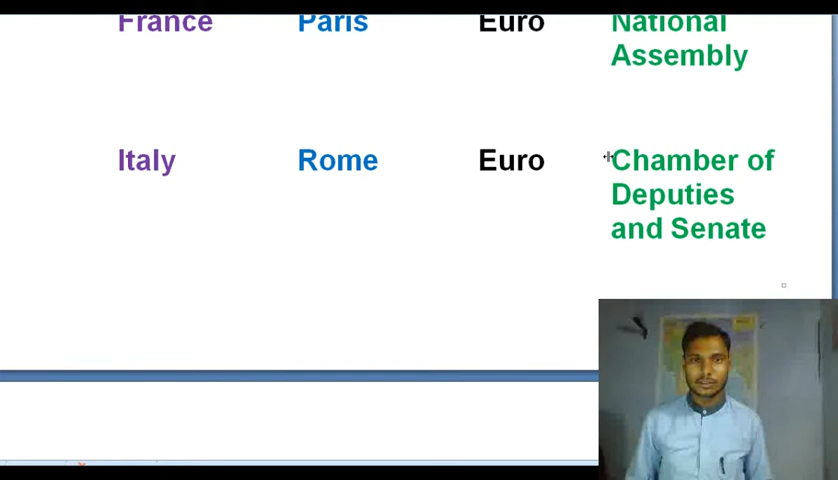 France Paris Euro National
Assembly
Italy Rome Euro Chamber of
Deputies
and Senate